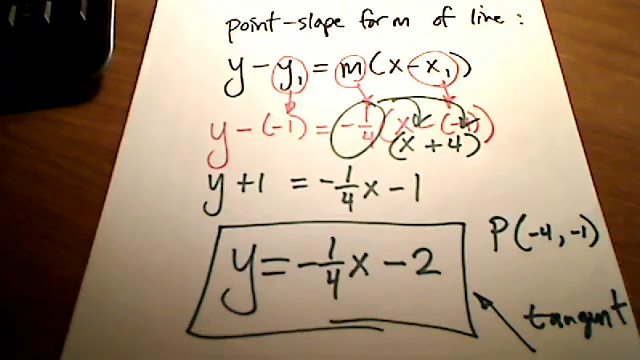 point-slope form of line:
y - y₁ = m(x - x₁)
y - (-1) = -1/4 (x - (-4))
(x + 4)
y + 1 = -1/4 x - 1
P(-4, -1)
y = -1/4 x - 2
tangent